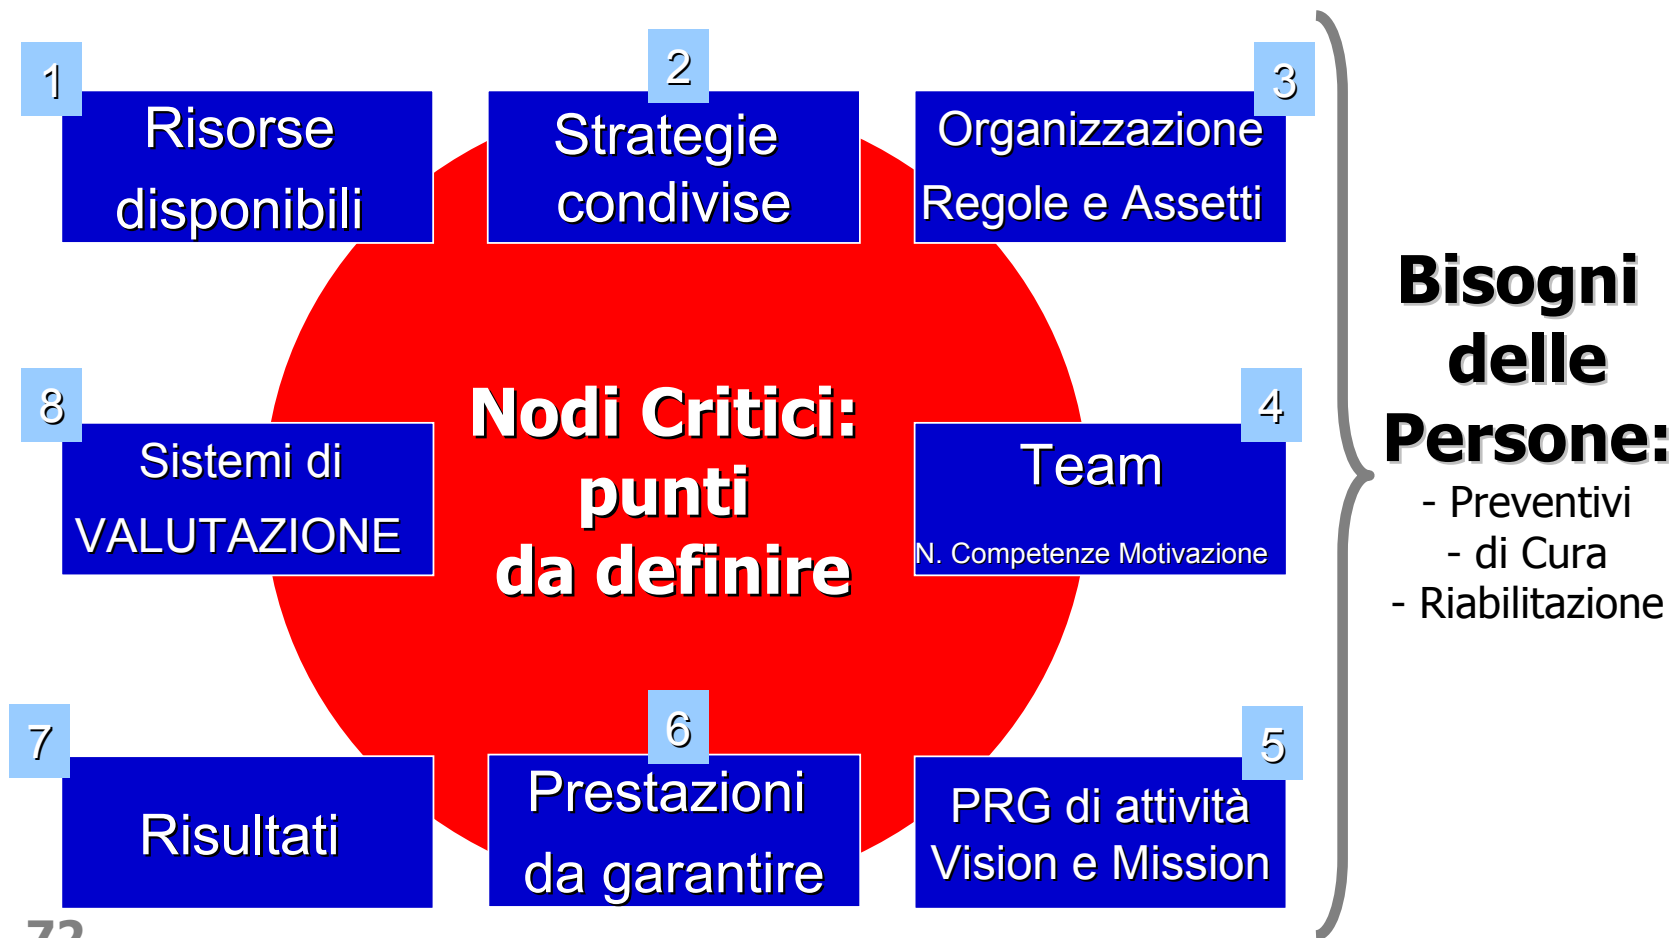 1
Risorse
disponibili
2
Strategie
condivise
3
Organizzazione
Regole e Assetti
8
Sistemi di
VALUTAZIONE
Nodi Critici:
punti
da definire
4
Team
N. Competenze Motivazione
7
Risultati
6
Prestazioni
da garantire
5
PRG di attività
Vision e Mission
Bisogni
delle
Persone:
- Preventivi
- di Cura
- Riabilitazione
72